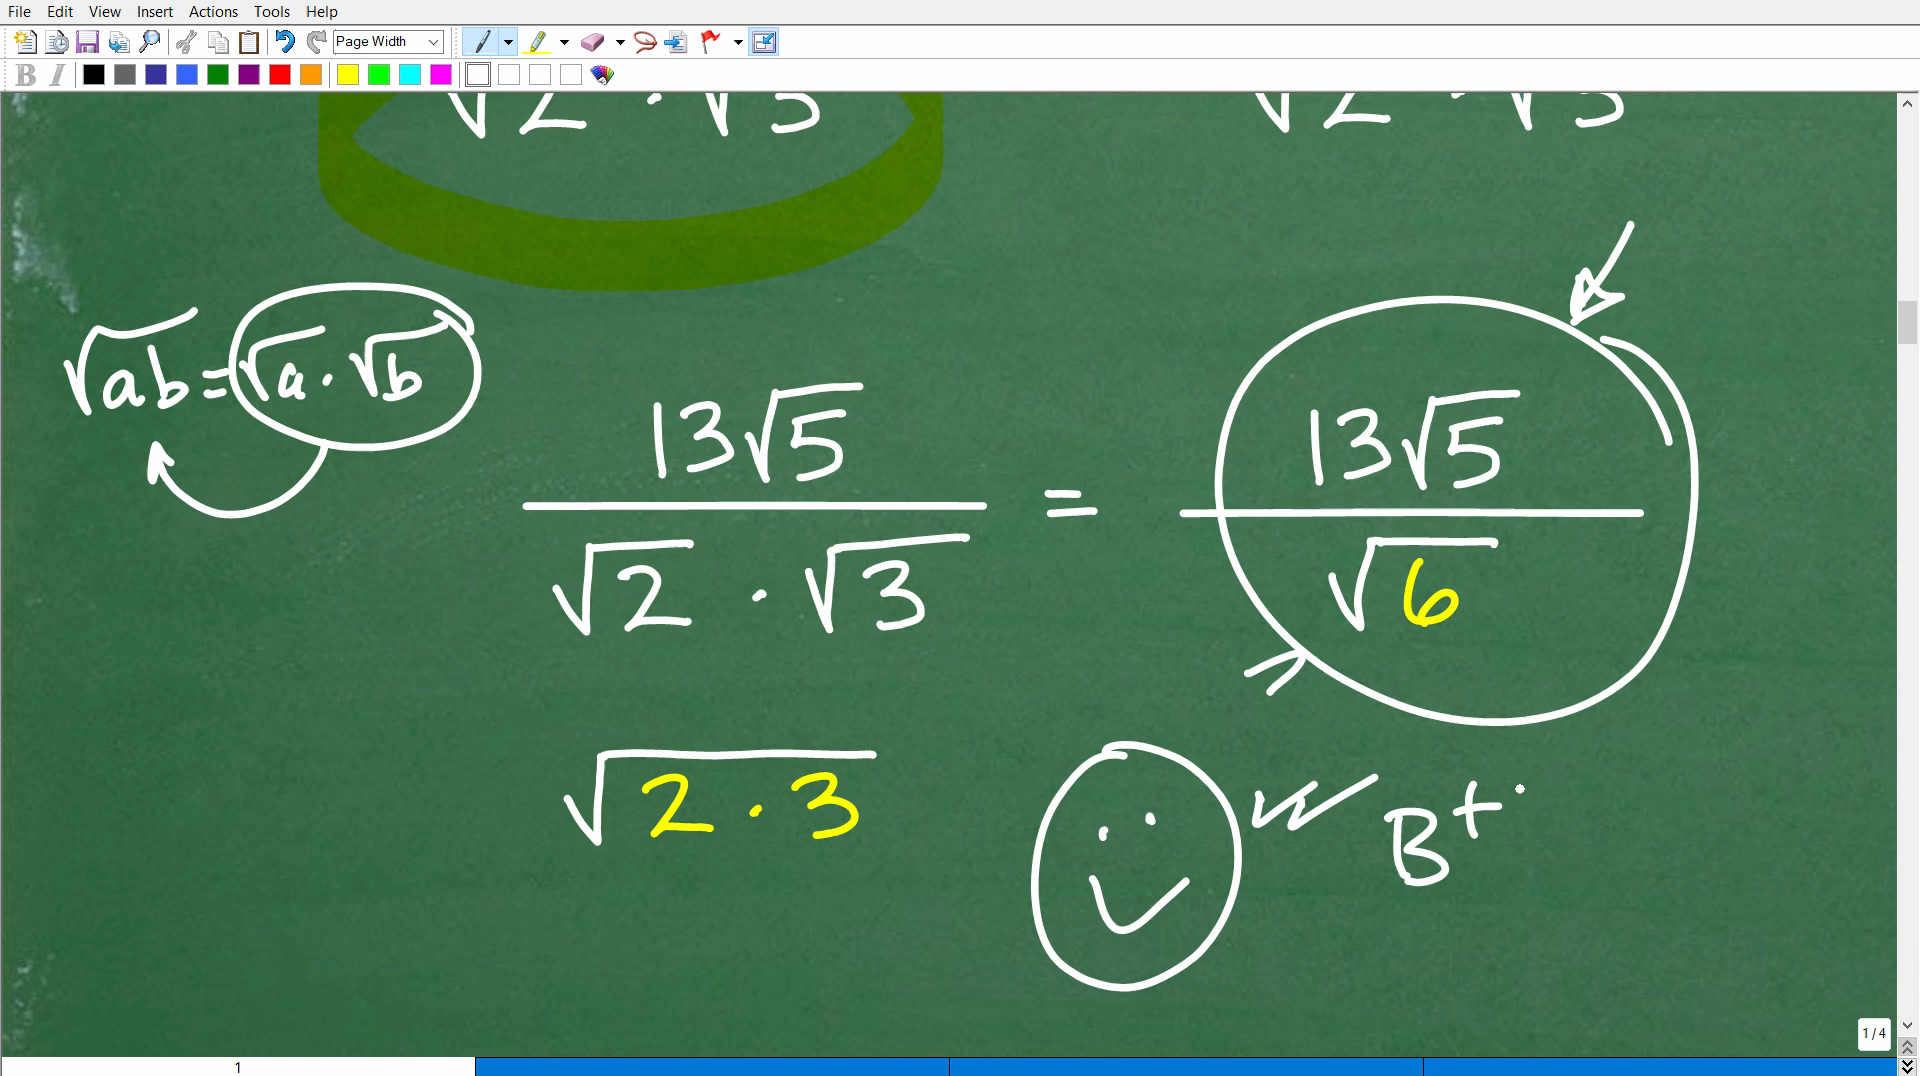 File Edit View Insert Actions Tools Help
Page Width
B I
√2 · √3
√2 · √3
√ab = √a · √b
13√5
√2 · √3
=
13√5
√6
√2 · 3
B+
1 / 4
1